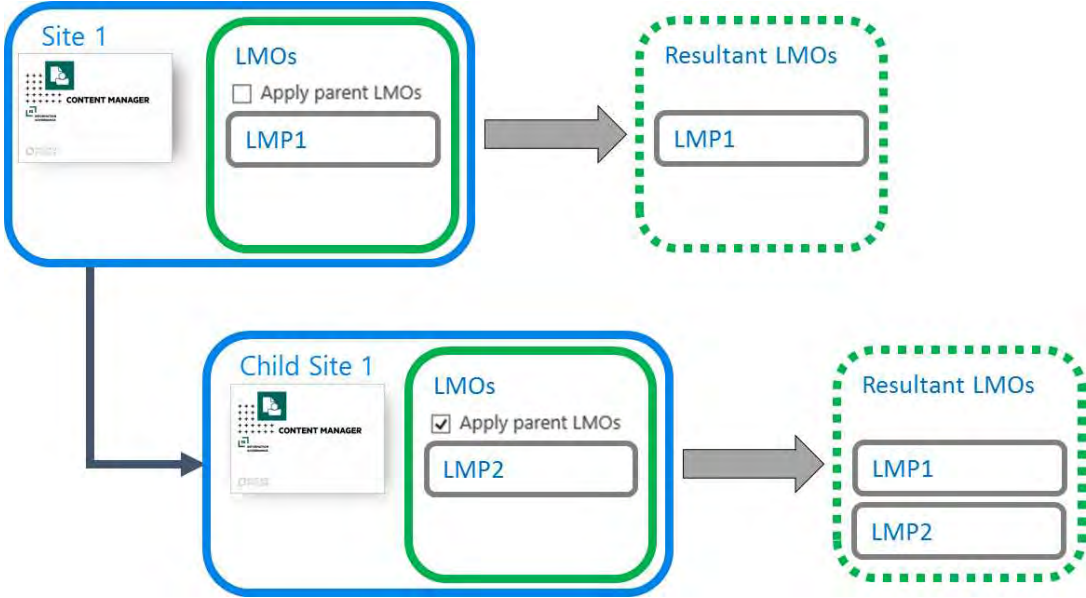 Site 1
CONTENT MANAGER
LMOs
Apply parent LMOs
LMP1
Resultant LMOs
LMP1
Child Site 1
CONTENT MANAGER
LMOs
Apply parent LMOs
LMP2
Resultant LMOs
LMP1
LMP2